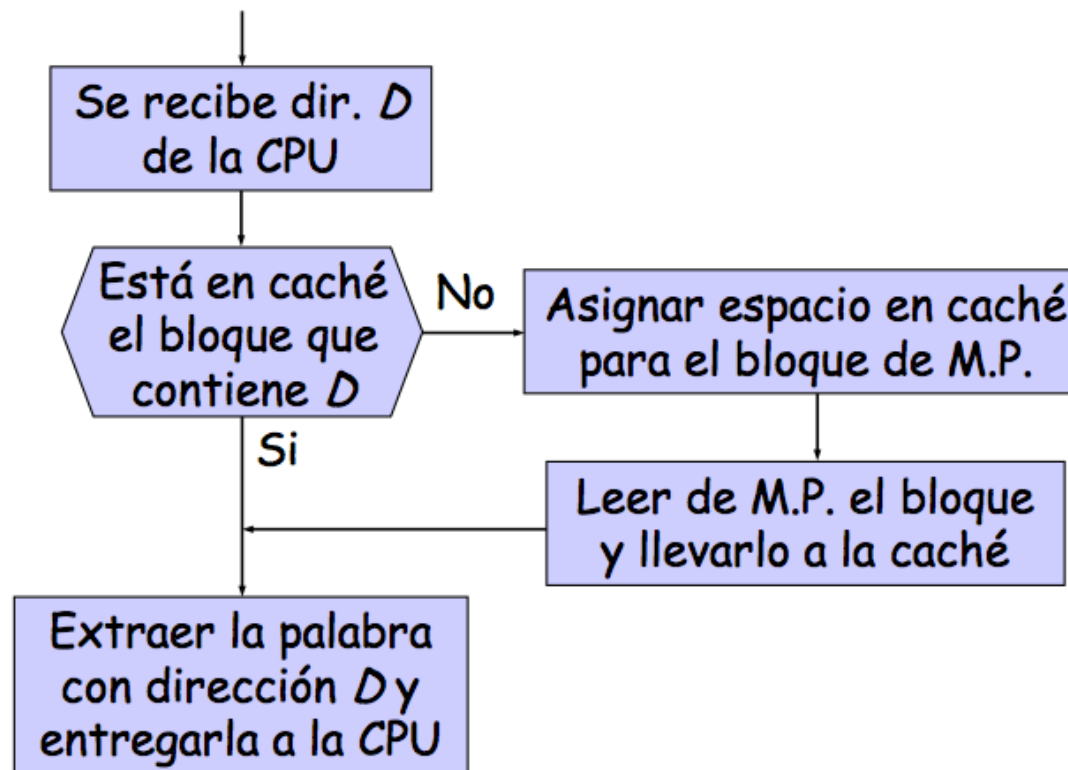 Se recibe dir. D
de la CPU
Está en caché
el bloque que
contiene D
No
Asignar espacio en caché
para el bloque de M.P.
Si
Leer de M.P. el bloque
y llevarlo a la caché
Extraer la palabra
con dirección D y
entregarla a la CPU